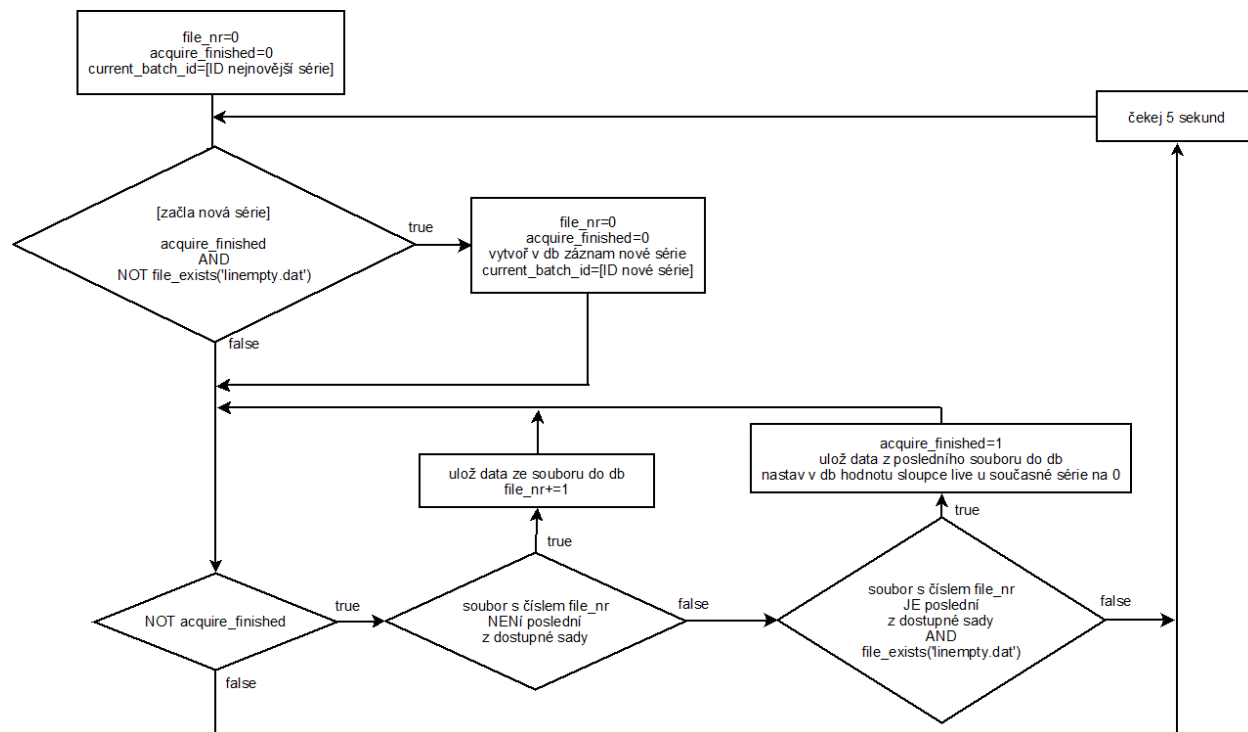 file_nr=0
acquire_finished=0
current_batch_id=[ID nejnovější série]
čekej 5 sekund
[začla nová série]
acquire_finished
AND
NOT file_exists('linempty.dat')
true
file_nr=0
acquire_finished=0
vytvoř v db záznam nové série
current_batch_id=[ID nové série]
false
ulož data ze souboru do db
file_nr+=1
acquire_finished=1
ulož data z posledního souboru do db
nastav v db hodnotu sloupce live u současné série na 0
true
true
NOT acquire_finished
true
soubor s číslem file_nr
NENí poslední
z dostupné sady
false
soubor s číslem file_nr
JE poslední
z dostupné sady
AND
file_exists('linempty.dat')
false
false